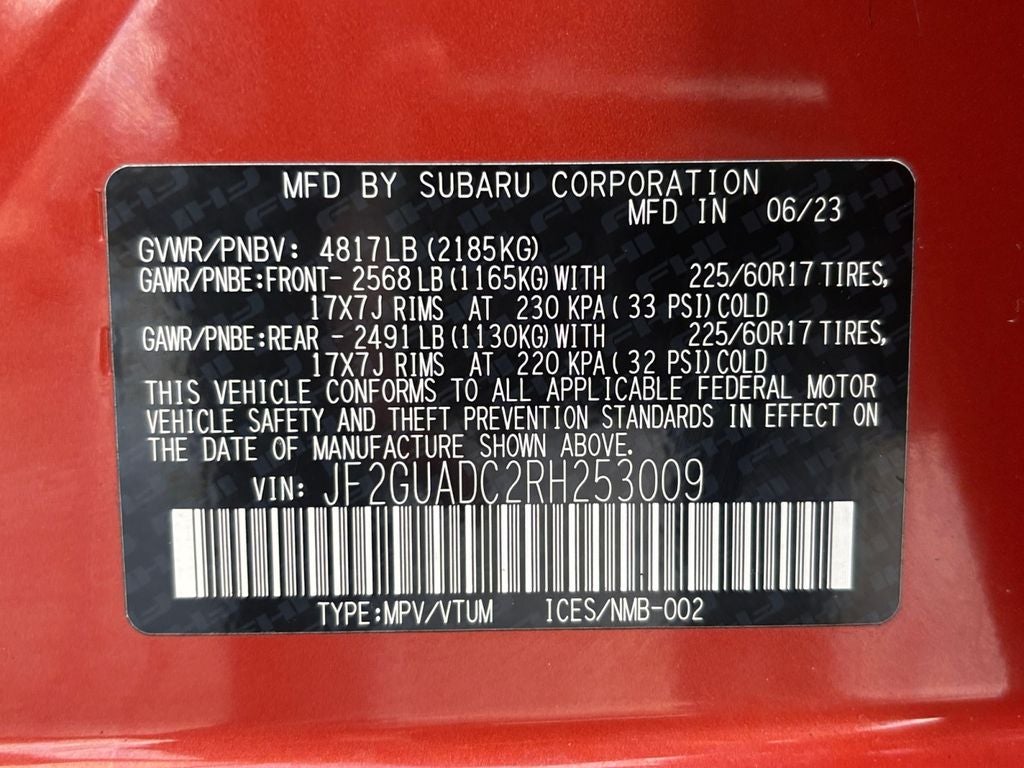 MFD BY SUBARU CORPORATION
MFD IN 06/23
GVWR/PNBV: 4817LB (2185KG)
GAWR/PNBE:FRONT- 2568 LB (1165KG) WITH 225/60R17 TIRES,
17X7J RIMS AT 230 KPA ( 33 PSI) COLD
GAWR/PNBE:REAR - 2491 LB (1130KG) WITH 225/60R17 TIRES,
17X7J RIMS AT 220 KPA ( 32 PSI) COLD
THIS VEHICLE CONFORMS TO ALL APPLICABLE FEDERAL MOTOR
VEHICLE SAFETY AND THEFT PREVENTION STANDARDS IN EFFECT ON
THE DATE OF MANUFACTURE SHOWN ABOVE.
VIN: JF2GUADC2RH253009
TYPE:MPV/VTUM ICES/NMB-002